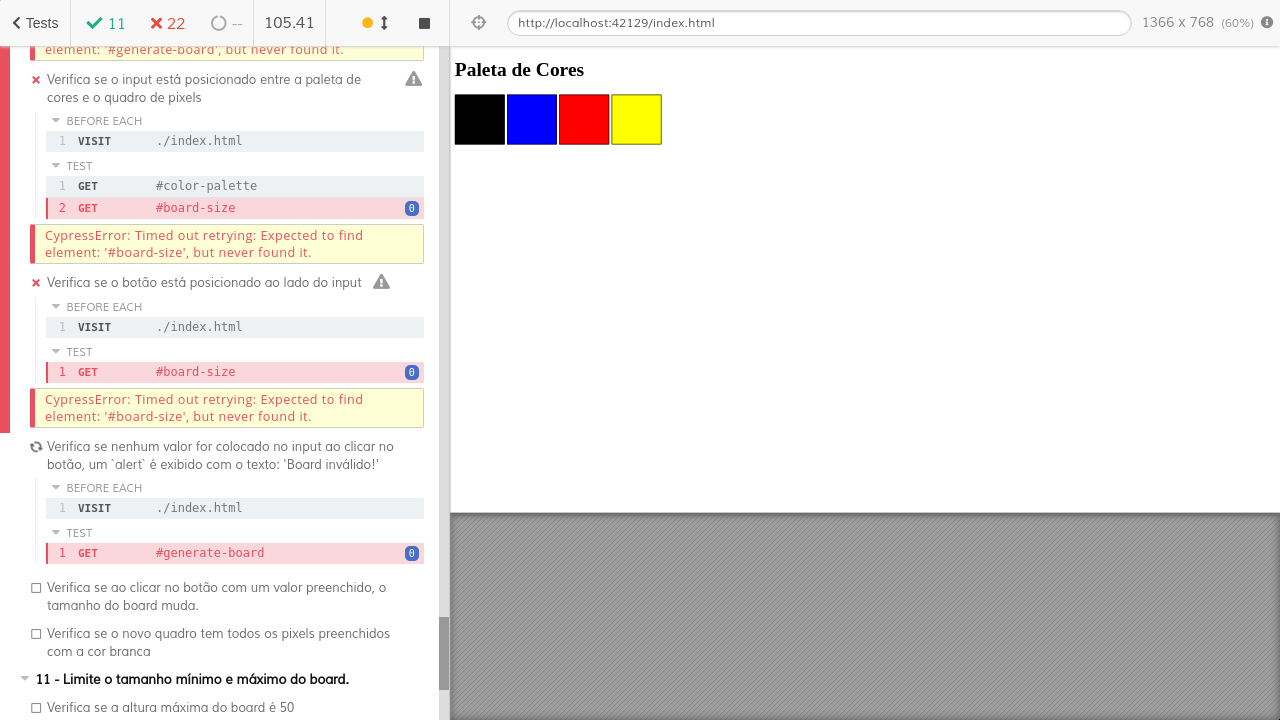 Tests
11
22
--
105.41
http://localhost:42129/index.html
1366 x 768 (60%)
element: '#generate-board', but never found it.
Verifica se o input está posicionado entre a paleta de
cores e o quadro de pixels
BEFORE EACH
1 VISIT ./index.html
TEST
1 GET #color-palette
2 GET #board-size 0
CypressError: Timed out retrying: Expected to find
element: '#board-size', but never found it.
Verifica se o botão está posicionado ao lado do input
BEFORE EACH
1 VISIT ./index.html
TEST
1 GET #board-size 0
CypressError: Timed out retrying: Expected to find
element: '#board-size', but never found it.
Verifica se nenhum valor for colocado no input ao clicar no
botão, um `alert` é exibido com o texto: 'Board inválido!'
BEFORE EACH
1 VISIT ./index.html
TEST
1 GET #generate-board 0
Verifica se ao clicar no botão com um valor preenchido, o
tamanho do board muda.
Verifica se o novo quadro tem todos os pixels preenchidos
com a cor branca
11 - Limite o tamanho mínimo e máximo do board.
Verifica se a altura máxima do board é 50
Paleta de Cores